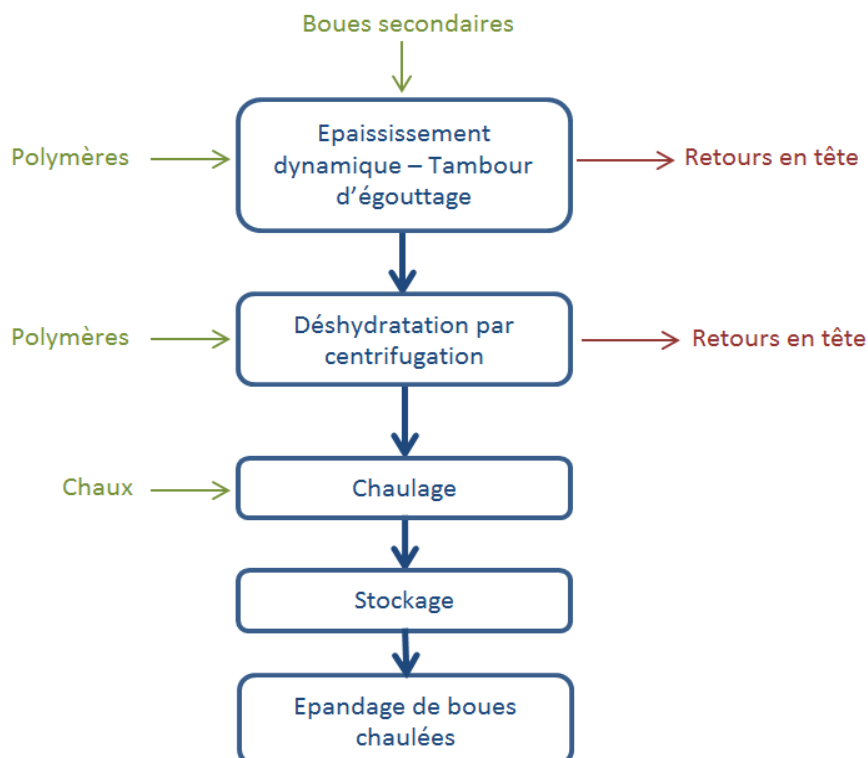 Boues secondaires
Polymères
Epaississement
dynamique – Tambour
d'égouttage
Retours en tête
Polymères
Déshydratation par
centrifugation
Retours en tête
Chaux
Chaulage
Stockage
Epandage de boues
chaulées